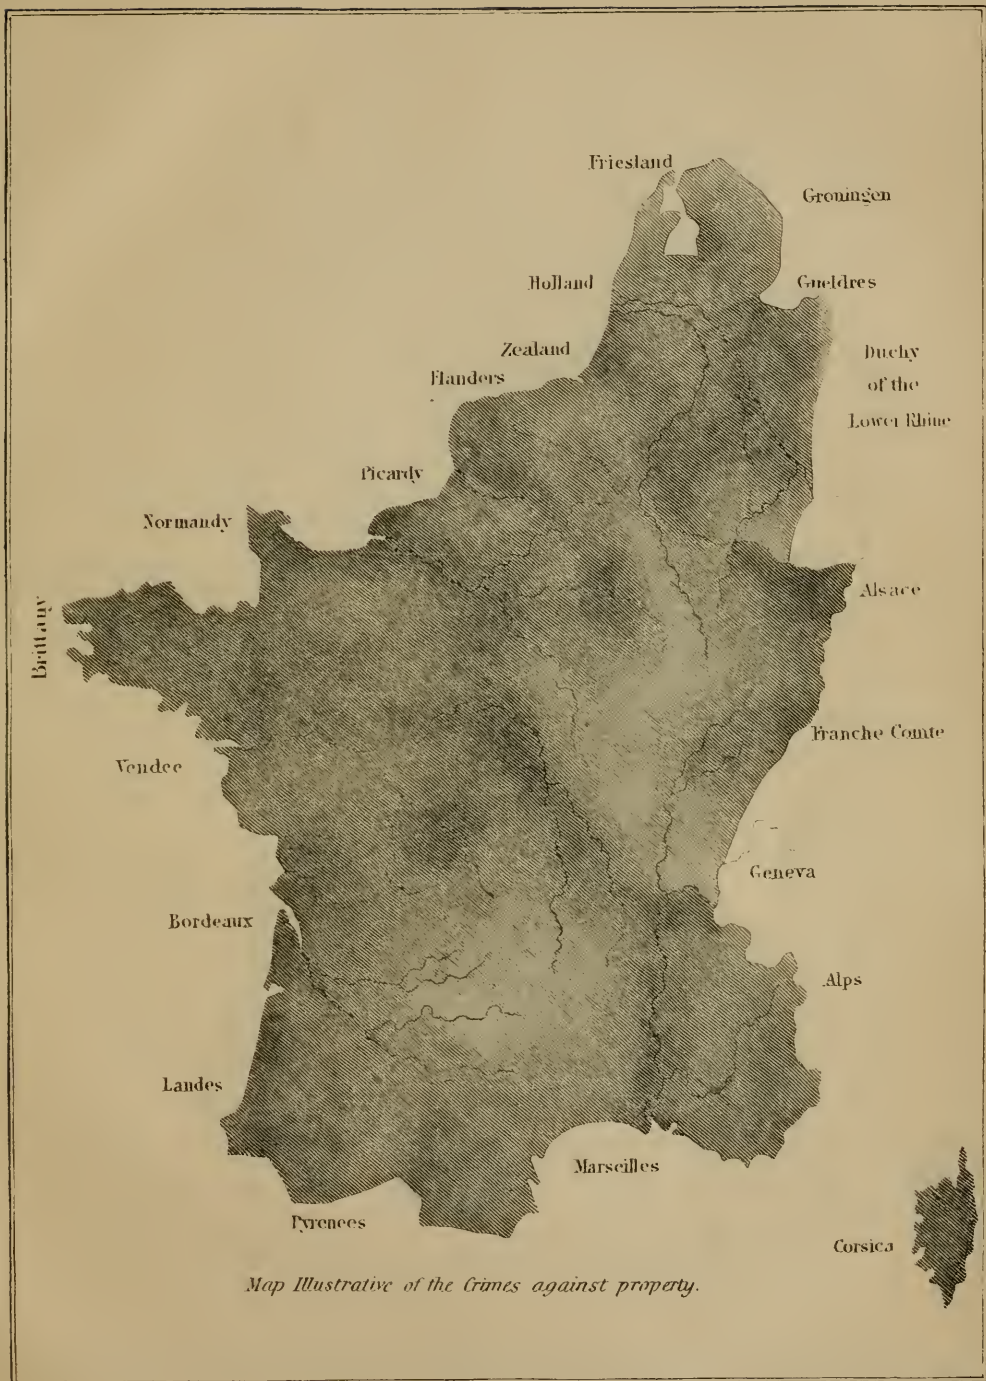 Friesland
Groningen
Holland
Gueldres
Zealand
Duchy
of the
Lower Rhine
Flanders
Picardy
Normandy
Brittany
Alsace
Franche Comte
Vendee
Geneva
Bordeaux
Alps
Landes
Marseilles
Pyrenees
Corsica
Map Illustrative of the Crimes against property.